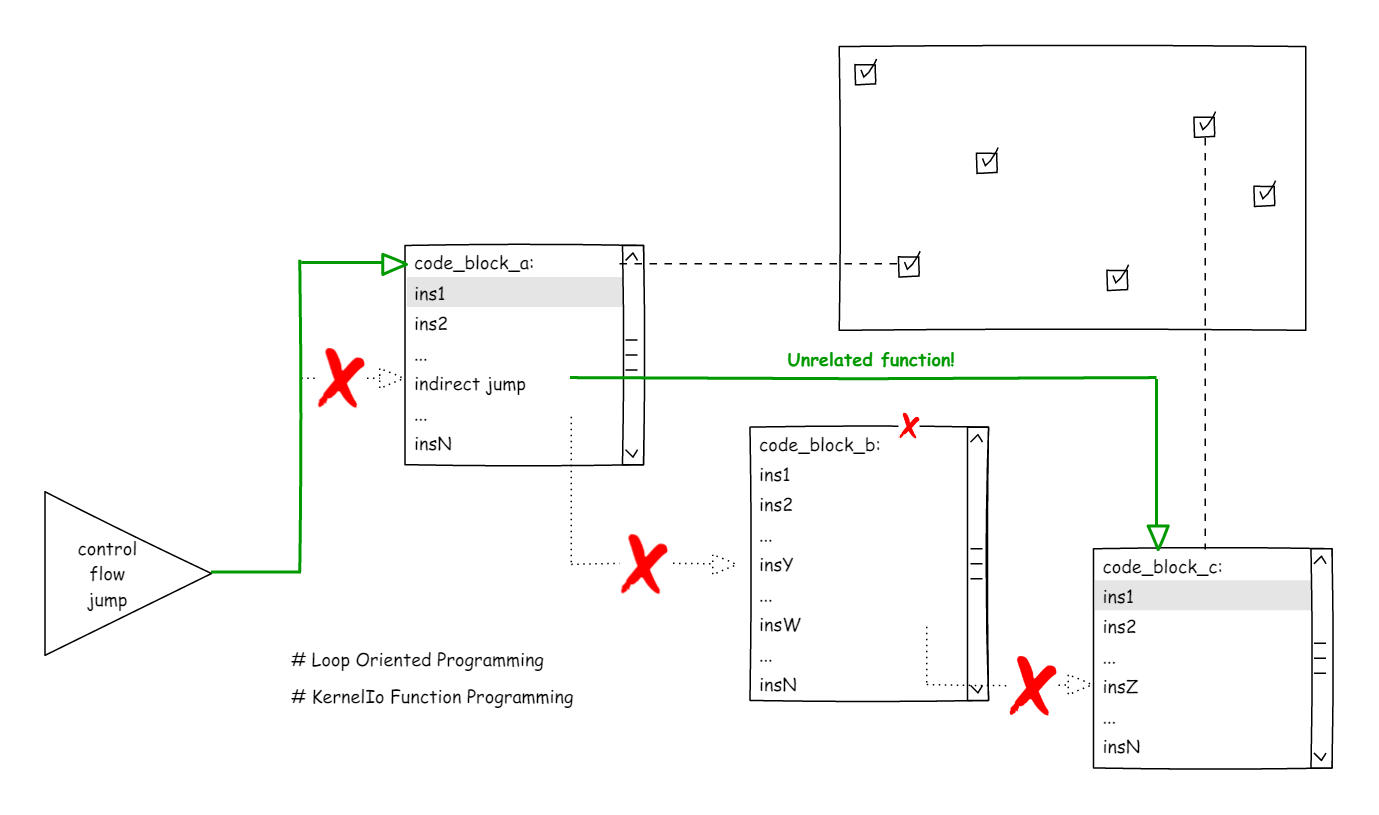 code_block_a:
ins1
ins2
...
indirect jump
...
insN
Unrelated function!
code_block_b:
ins1
ins2
...
insY
...
insW
...
insN
control
flow
jump
code_block_c:
ins1
ins2
...
insZ
...
insN
# Loop Oriented Programming
# KernelIo Function Programming